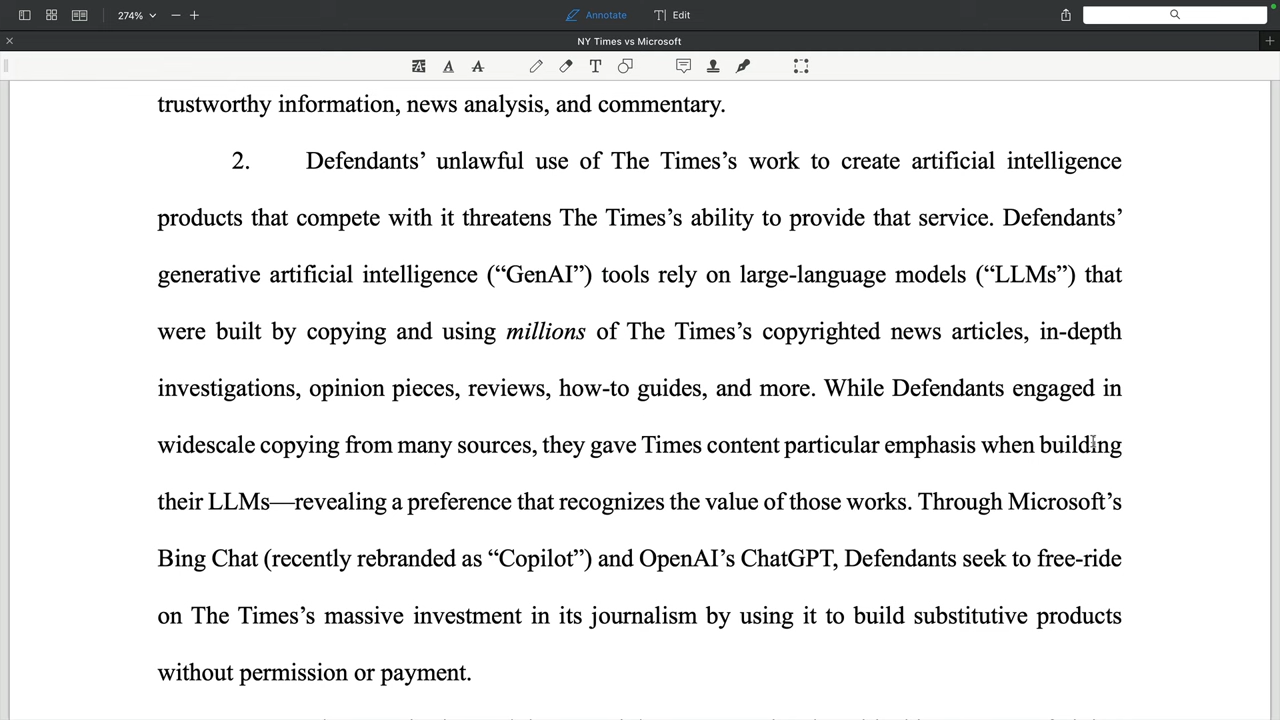 274%
Annotate
Edit
NY Times vs Microsoft
trustworthy information, news analysis, and commentary.
2. Defendants’ unlawful use of The Times’s work to create artificial intelligence
products that compete with it threatens The Times’s ability to provide that service. Defendants’
generative artificial intelligence (“GenAI”) tools rely on large-language models (“LLMs”) that
were built by copying and using millions of The Times’s copyrighted news articles, in-depth
investigations, opinion pieces, reviews, how-to guides, and more. While Defendants engaged in
widescale copying from many sources, they gave Times content particular emphasis when building
their LLMs—revealing a preference that recognizes the value of those works. Through Microsoft’s
Bing Chat (recently rebranded as “Copilot”) and OpenAI’s ChatGPT, Defendants seek to free-ride
on The Times’s massive investment in its journalism by using it to build substitutive products
without permission or payment.